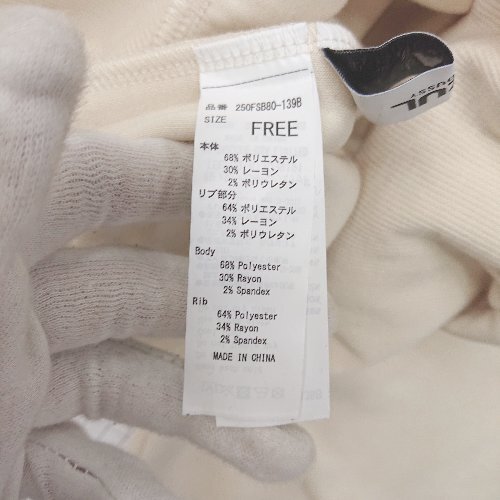 品番 250FSB80-139B
SIZE FREE
本体
68% ポリエステル
30% レーヨン
2% ポリウレタン
リブ部分
64% ポリエステル
34% レーヨン
2% ポリウレタン
Body
68% Polyester
30% Rayon
2% Spandex
Rib
64% Polyester
34% Rayon
2% Spandex
MADE IN CHINA